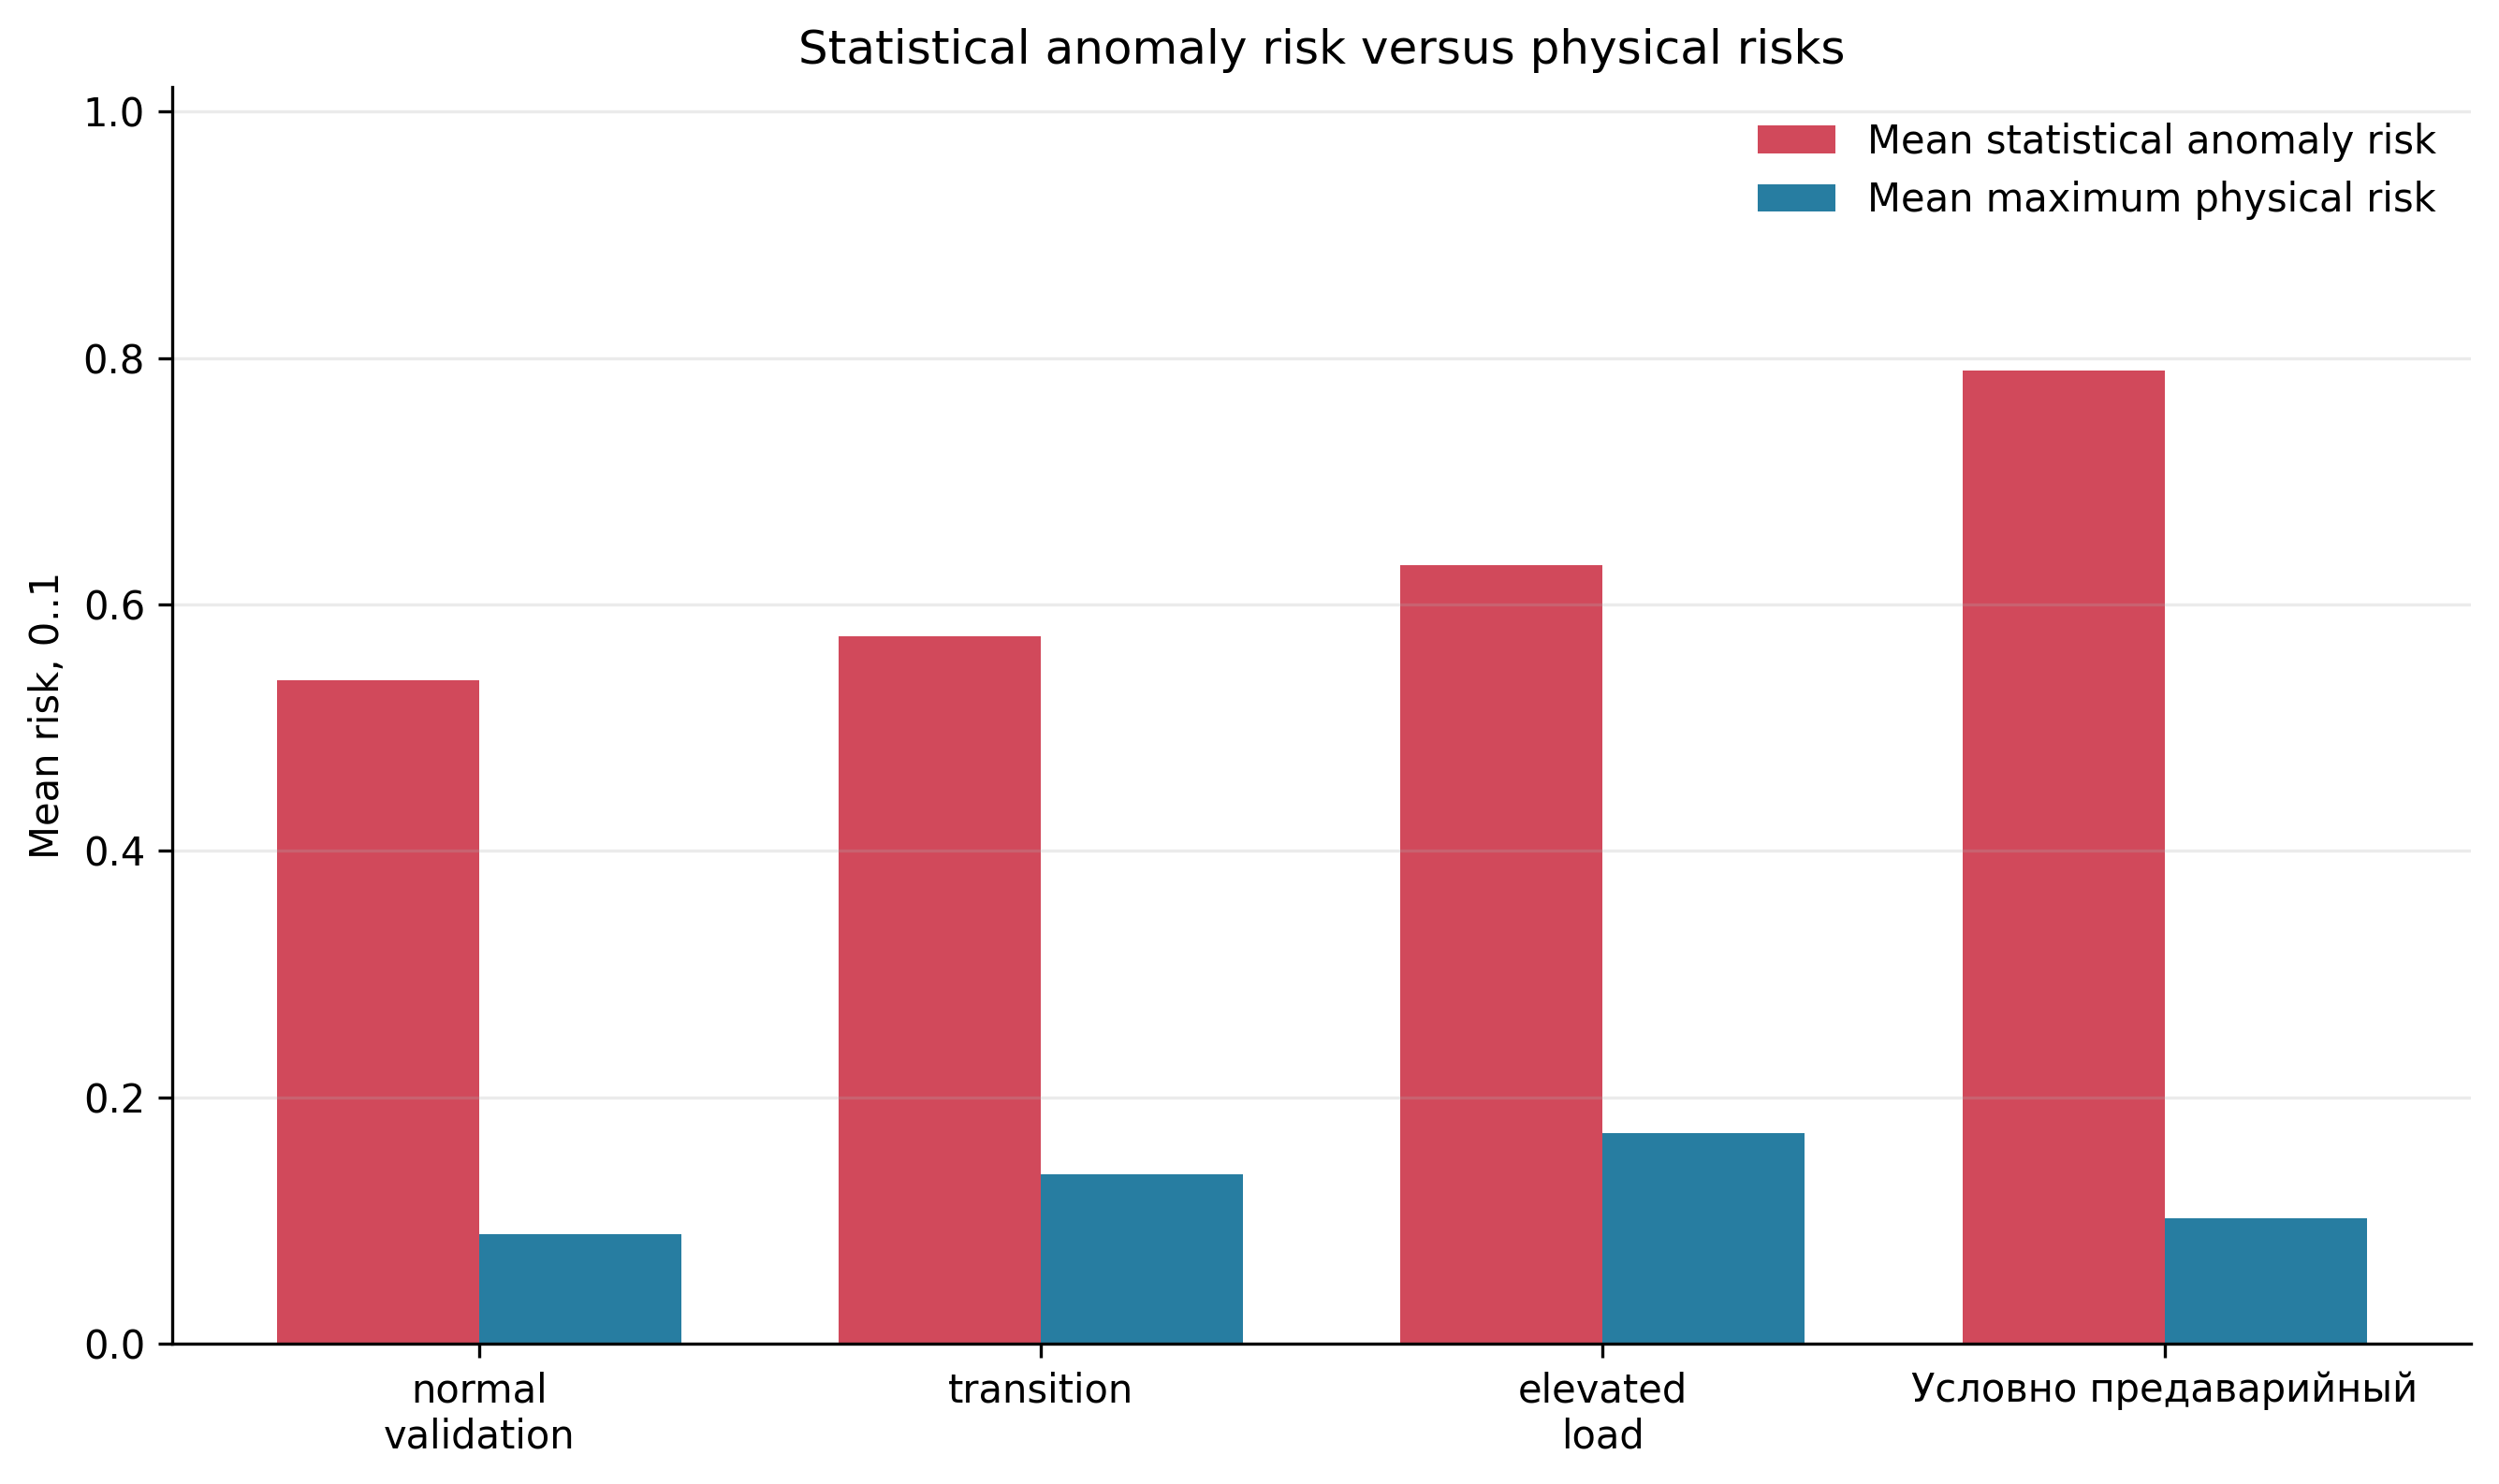 Statistical anomaly risk versus physical risks
Mean statistical anomaly risk
Mean maximum physical risk
Mean risk, 0..1
1.0
0.8
0.6
0.4
0.2
0.0
normal
validation
transition
elevated
load
Условно предаварийный